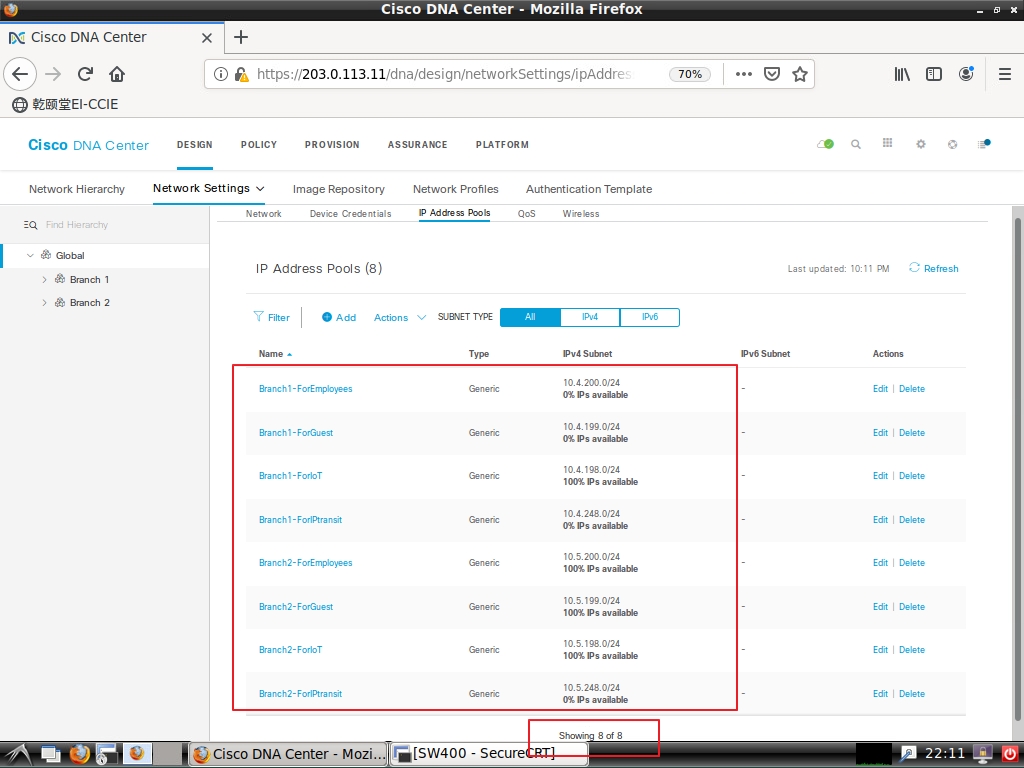 Cisco DNA Center - Mozilla Firefox
Cisco DNA Center
https://203.0.113.11/dna/design/networkSettings/ipAddres 70%
乾颐堂EI-CCIE
Cisco DNA Center DESIGN POLICY PROVISION ASSURANCE PLATFORM
Network Hierarchy Network Settings Image Repository Network Profiles Authentication Template
Network Device Credentials IP Address Pools QoS Wireless
Find Hierarchy
Global
Branch 1
Branch 2
IP Address Pools (8) Last updated: 10:11 PM Refresh
Filter Add Actions SUBNET TYPE All IPv4 IPv6
Name Type IPv4 Subnet IPv6 Subnet Actions
Branch1-ForEmployees Generic 10.4.200.0/24 - Edit | Delete
0% IPs available
Branch1-ForGuest Generic 10.4.199.0/24 - Edit | Delete
0% IPs available
Branch1-ForIoT Generic 10.4.198.0/24 - Edit | Delete
100% IPs available
Branch1-ForIPtransit Generic 10.4.248.0/24 - Edit | Delete
0% IPs available
Branch2-ForEmployees Generic 10.5.200.0/24 - Edit | Delete
100% IPs available
Branch2-ForGuest Generic 10.5.199.0/24 - Edit | Delete
100% IPs available
Branch2-ForIoT Generic 10.5.198.0/24 - Edit | Delete
100% IPs available
Branch2-ForIPtransit Generic 10.5.248.0/24 - Edit | Delete
0% IPs available
Showing 8 of 8
Cisco DNA Center - Mozi... [SW400 - SecureCRT] 22:11